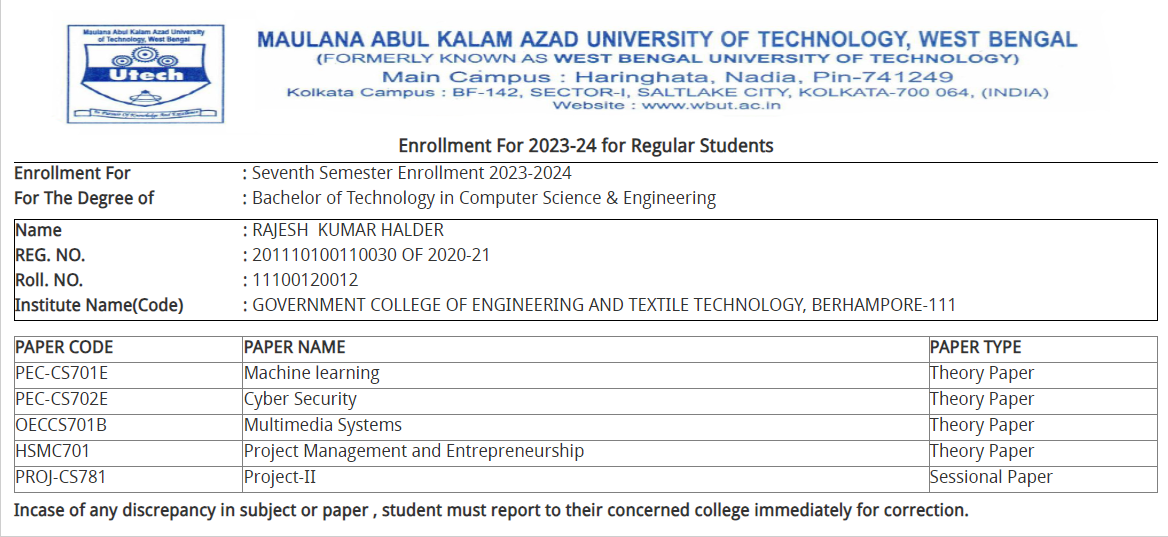 Maulana Abul Kalam Azad University
of Technology, West Bengal
Utech
In Pursuit Of Knowledge And Excellence
MAULANA ABUL KALAM AZAD UNIVERSITY OF TECHNOLOGY, WEST BENGAL
(FORMERLY KNOWN AS WEST BENGAL UNIVERSITY OF TECHNOLOGY)
Main Campus : Haringhata, Nadia, Pin-741249
Kolkata Campus : BF-142, SECTOR-I, SALTLAKE CITY, KOLKATA-700 064, (INDIA)
Website : www.wbut.ac.in
Enrollment For 2023-24 for Regular Students
Enrollment For : Seventh Semester Enrollment 2023-2024
For The Degree of : Bachelor of Technology in Computer Science & Engineering
Name : RAJESH KUMAR HALDER
REG. NO. : 201110100110030 OF 2020-21
Roll. NO. : 11100120012
Institute Name(Code) : GOVERNMENT COLLEGE OF ENGINEERING AND TEXTILE TECHNOLOGY, BERHAMPORE-111
PAPER CODE PAPER NAME PAPER TYPE
PEC-CS701E Machine learning Theory Paper
PEC-CS702E Cyber Security Theory Paper
OECCS701B Multimedia Systems Theory Paper
HSMC701 Project Management and Entrepreneurship Theory Paper
PROJ-CS781 Project-II Sessional Paper
Incase of any discrepancy in subject or paper , student must report to their concerned college immediately for correction.